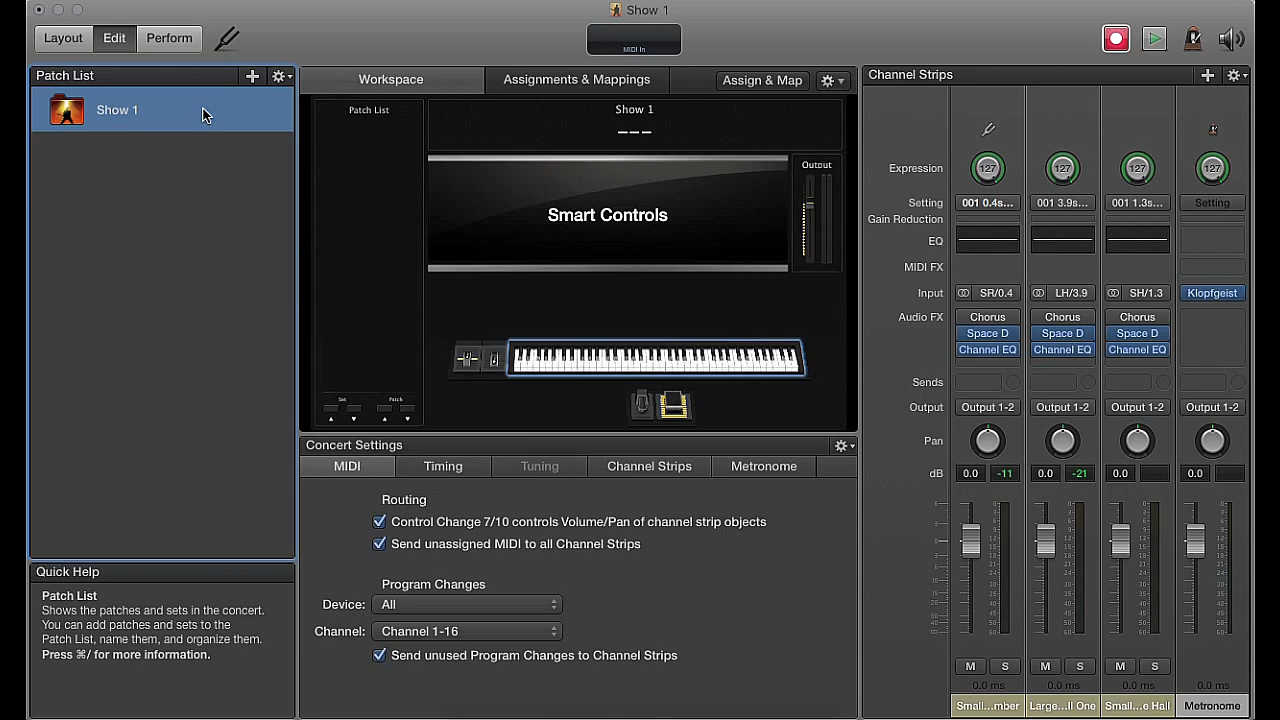 Show 1
Layout Edit Perform
MIDI In
Patch List
Show 1
Workspace Assignments & Mappings Assign & Map
Patch List
Show 1
---
Smart Controls
Output
Set Patch
Concert Settings
MIDI Timing Tuning Channel Strips Metronome
Routing
Control Change 7/10 controls Volume/Pan of channel strip objects
Send unassigned MIDI to all Channel Strips
Program Changes
Device: All
Channel: Channel 1-16
Send unused Program Changes to Channel Strips
Quick Help
Patch List
Shows the patches and sets in the concert.
You can add patches and sets to the
Patch List, name them, and organize them.
Press ⌘/ for more information.
Channel Strips
Expression 127 127 127 127
Setting 001 0.4s... 001 3.9s... 001 1.3s... Setting
Gain Reduction
EQ
MIDI FX
Input SR/0.4 LH/3.9 SH/1.3 Klopfgeist
Audio FX Chorus Chorus Chorus
Space D Space D Space D
Channel EQ Channel EQ Channel EQ
Sends
Output Output 1-2 Output 1-2 Output 1-2 Output 1-2
Pan
dB 0.0 -11 0.0 -21 0.0 0.0
M S M S M S M S
0.0 ms 0.0 ms 0.0 ms 0.0 ms
Small...mber Large...ll One Small...e Hall Metronome